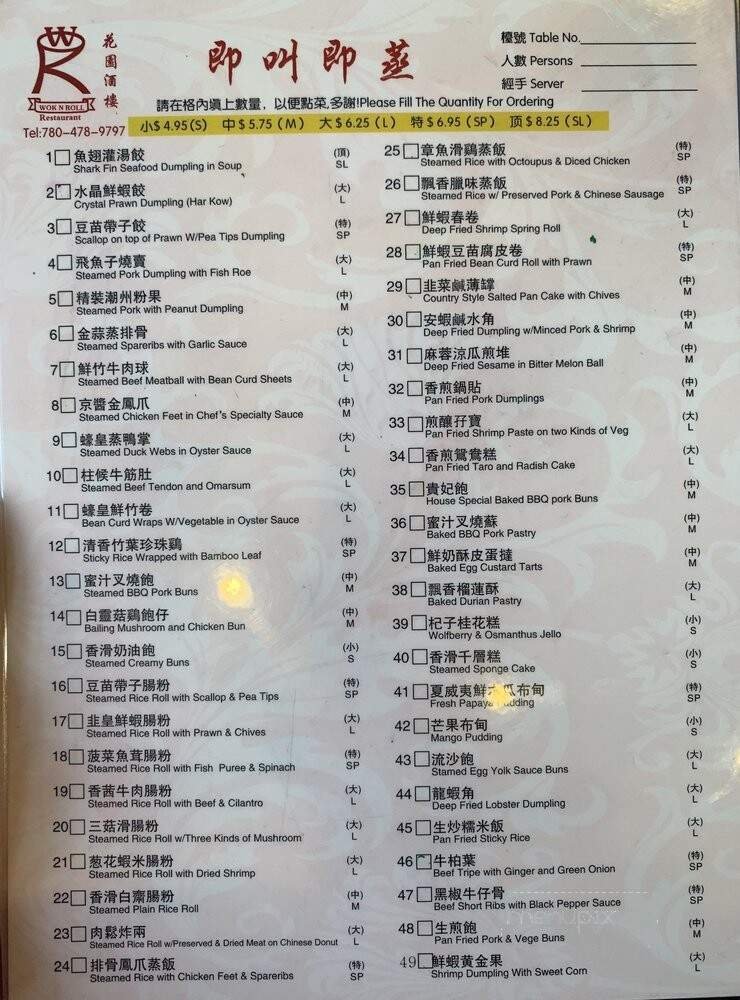 WK
花園酒樓
WOK N ROLL
Restaurant
Tel:780-478-9797
即叫即蒸
檯號 Table No.
人數 Persons
經手 Server
請在格內填上數量，以便點菜,多謝!Please Fill The Quantity For Ordering
小$ 4.95(S) 中 $ 5.75 ( M ) 大 $ 6.25 ( L ) 特 $ 6.95 ( SP ) 顶 $ 8.25 ( SL )
1 魚翅灌湯餃 (頂)
Shark Fin Seafood Dumpling in Soup SL
2 水晶鮮蝦餃 (大)
Crystal Prawn Dumpling (Har Kow) L
3 豆苗帶子餃 (特)
Scallop on top of Prawn W/Pea Tips Dumpling SP
4 飛魚子燒賣 (大)
Steamed Pork Dumpling with Fish Roe L
5 精裝潮州粉果 (中)
Steamed Pork with Peanut Dumpling M
6 金蒜蒸排骨 (大)
Steamed Spareribs with Garlic Sauce L
7 鮮竹牛肉球 (大)
Steamed Beef Meatball with Bean Curd Sheets L
8 京醬金鳳爪 (中)
Steamed Chicken Feet in Chef's Specialty Sauce M
9 蠔皇蒸鴨掌 (大)
Steamed Duck Webs in Oyster Sauce L
10 柱候牛筋肚 (大)
Steamed Beef Tendon and Omarsum L
11 蠔皇鮮竹卷 (大)
Bean Curd Wraps W/Vegetable in Oyster Sauce L
12 清香竹葉珍珠鷄 (特)
Sticky Rice Wrapped with Bamboo Leaf SP
13 蜜汁叉燒飽 (中)
Steamed BBQ Pork Buns M
14 白靈菇鷄飽仔 (中)
Bailing Mushroom and Chicken Bun M
15 香滑奶油飽 (小)
Steamed Creamy Buns S
16 豆苗帶子腸粉 (特)
Steamed Rice Roll with Scallop & Pea Tips SP
17 韭皇鮮蝦腸粉 (大)
Steamed Rice Roll with Prawn & Chives L
18 菠菜魚茸腸粉 (特)
Steamed Rice Roll with Fish Puree & Spinach SP
19 香茜牛肉腸粉 (大)
Steamed Rice Roll with Beef & Cilantro L
20 三菇滑腸粉 (大)
Steamed Rice Roll w/Three Kinds of Mushroom L
21 葱花蝦米腸粉 (大)
Steamed Rice Roll with Dried Shrimp L
22 香滑白齋腸粉 (中)
Steamed Plain Rice Roll M
23 肉鬆炸兩 (大)
Steamed Rice Roll w/Preserved & Dried Meat on Chinese Donut L
24 排骨鳳爪蒸飯 (特)
Steamed Rice with Chicken Feet & Spareribs SP
25 章魚滑鷄蒸飯 (特)
Steamed Rice with Octoupus & Diced Chicken SP
26 飄香臘味蒸飯 (特)
Steamed Rice w/ Preserved Pork & Chinese Sausage SP
27 鮮蝦春卷 (大)
Deep Fried Shrimp Spring Roll L
28 鮮蝦豆苗腐皮卷 (特)
Pan Fried Bean Curd Roll with Prawn SP
29 韭菜鹹薄罉 (中)
Country Style Salted Pan Cake with Chives M
30 安蝦鹹水角 (中)
Deep Fried Dumpling w/Minced Pork & Shrimp M
31 麻蓉涼瓜煎堆 (中)
Deep Fried Sesame in Bitter Melon Ball M
32 香煎鍋貼 (中)
Pan Fried Pork Dumplings M
33 煎釀孖寶 (大)
Pan Fried Shrimp Paste on two Kinds of Veg L
34 香煎鴛鴦糕 (大)
Pan Fried Taro and Radish Cake L
35 貴妃飽 (中)
House Special Baked BBQ pork Buns M
36 蜜汁叉燒蘇 (中)
Baked BBQ Pork Pastry M
37 鮮奶酥皮蛋撻 (中)
Baked Egg Custard Tarts M
38 飄香榴蓮酥 (大)
Baked Durian Pastry L
39 杞子桂花糕 (小)
Wolfberry & Osmanthus Jello S
40 香滑千層糕 (小)
Steamed Sponge Cake S
41 夏威夷鮮木瓜布甸 (特)
Fresh Papaya Pudding SP
42 芒果布甸 (小)
Mango Pudding S
43 流沙飽 (大)
Stamed Egg Yolk Sauce Buns L
44 龍蝦角 (大)
Deep Fried Lobster Dumpling L
45 生炒糯米飯 (大)
Pan Fried Sticky Rice L
46 牛柏葉 (特)
Beef Tripe with Ginger and Green Onion SP
47 黑椒牛仔骨 (特)
Beef Short Ribs with Black Pepper Sauce SP
48 生煎飽 (中)
Pan Fried Pork & Vege Buns M
49 鮮蝦黄金果 (大)
Shrimp Dumpling With Sweet Corn L